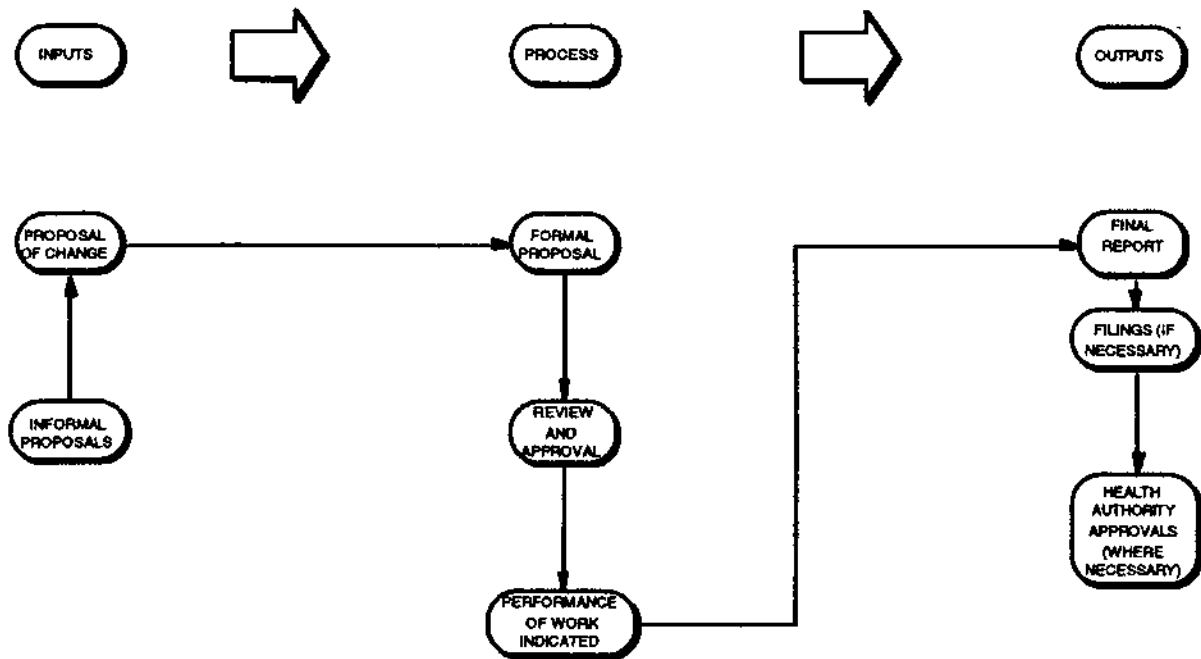 INPUTS
PROCESS
OUTPUTS
PROPOSAL
OF CHANGE
INFORMAL
PROPOSALS
FORMAL
PROPOSAL
REVIEW
AND
APPROVAL
PERFORMANCE
OF WORK
INDICATED
FINAL
REPORT
FILINGS (IF
NECESSARY)
HEALTH
AUTHORITY
APPROVALS
(WHERE
NECESSARY)